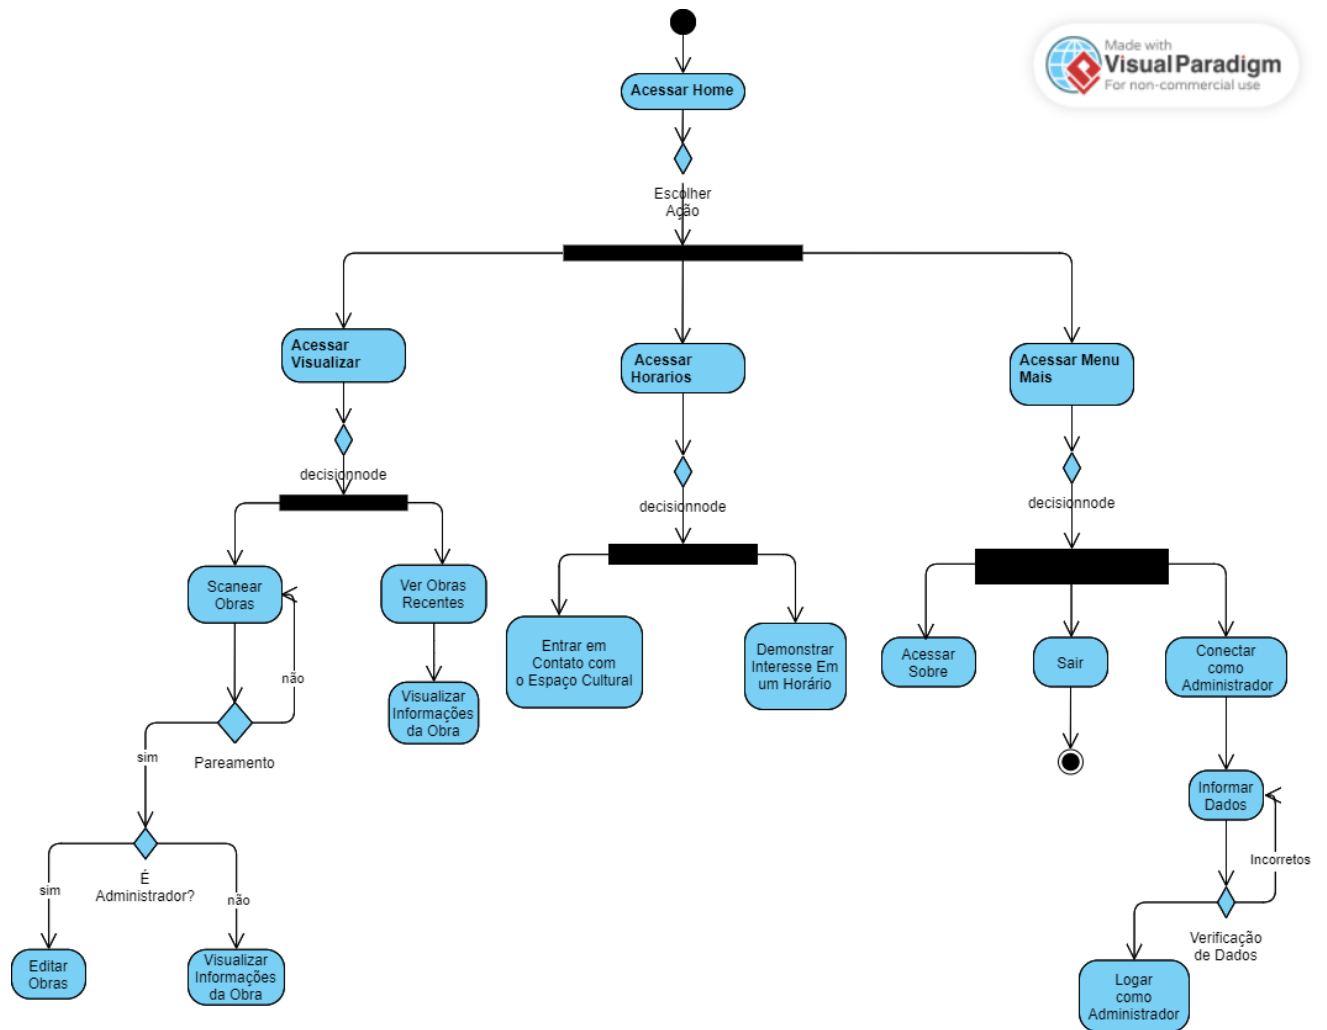 Made with
Visual Paradigm
For non-commercial use
Acessar Home
Escolher
Ação
Acessar
Visualizar
Acessar
Horarios
Acessar Menu
Mais
decisionnode
decisionnode
decisionnode
Scanear
Obras
Ver Obras
Recentes
não
Visualizar
Informações
da Obra
Entrar em
Contato com
o Espaço Cultural
Demonstrar
Interesse Em
um Horário
Acessar
Sobre
Sair
Conectar
como
Administrador
sim
Pareamento
Informar
Dados
Incorretos
É
Administrador?
sim
não
Verificação
de Dados
Editar
Obras
Visualizar
Informações
da Obra
Logar
como
Administrador